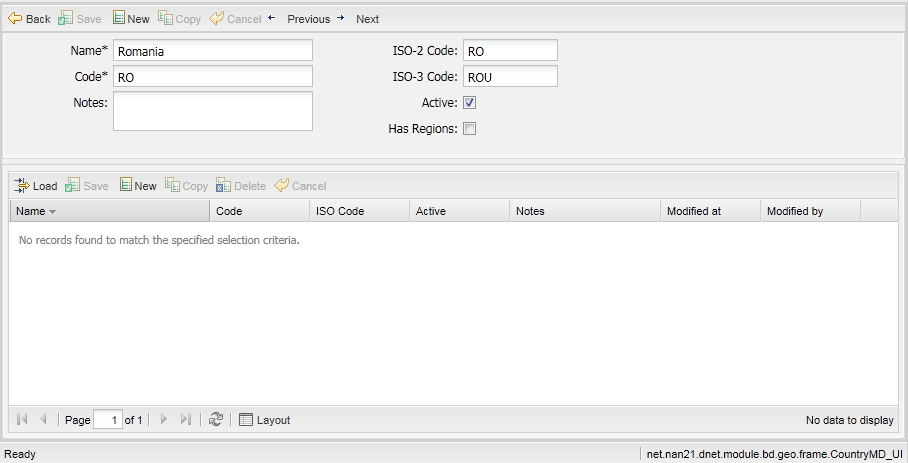 Back Save New Copy Cancel Previous Next
Name* Romania ISO-2 Code: RO
Code* RO ISO-3 Code: ROU
Notes: Active:
Has Regions:
Load Save New Copy Delete Cancel
Name Code ISO Code Active Notes Modified at Modified by
No records found to match the specified selection criteria.
Page 1 of 1 Layout No data to display
Ready net.nan21.dnet.module.bd.geo.frame.CountryMD_UI